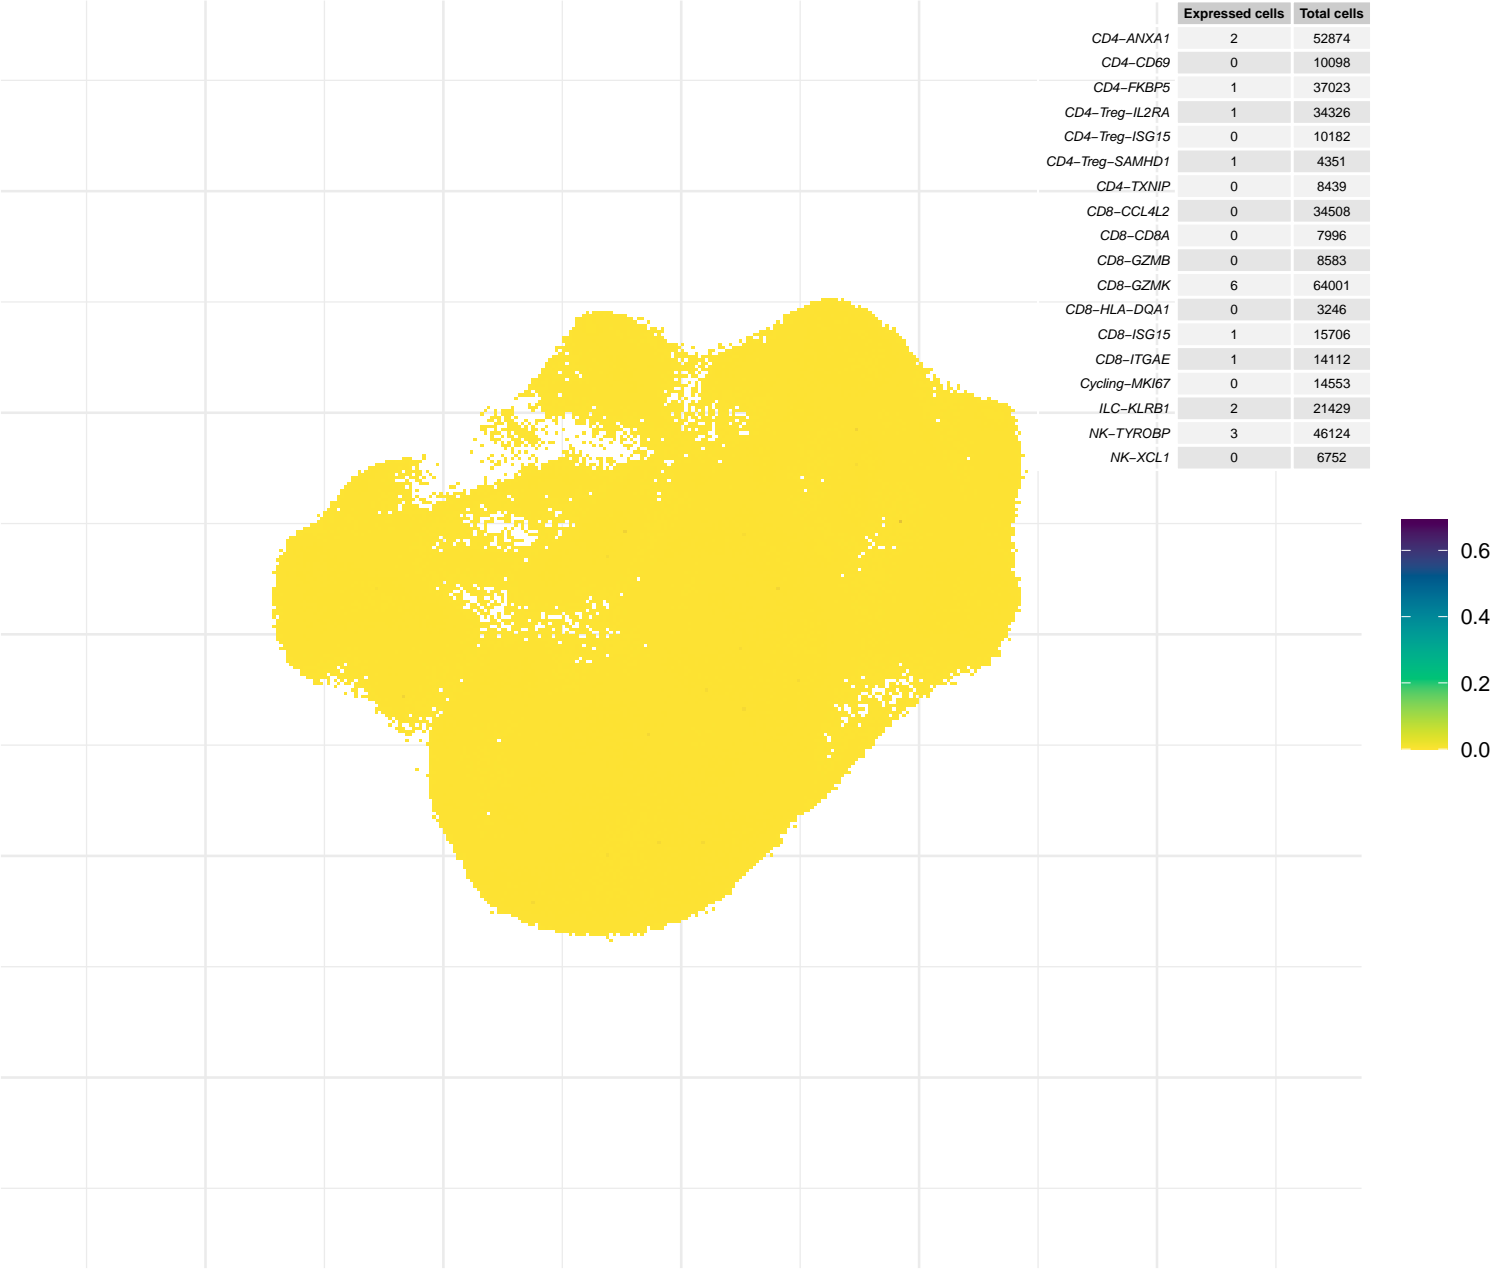 Expressed cells Total cells
CD4−ANXA1 2 52874
CD4−CD69 0 10098
CD4−FKBP5 1 37023
CD4−Treg−IL2RA 1 34326
CD4−Treg−ISG15 0 10182
CD4−Treg−SAMHD1 1 4351
CD4−TXNIP 0 8439
CD8−CCL4L2 0 34508
CD8−CD8A 0 7996
CD8−GZMB 0 8583
CD8−GZMK 6 64001
CD8−HLA−DQA1 0 3246
CD8−ISG15 1 15706
CD8−ITGAE 1 14112
Cycling−MKI67 0 14553
ILC−KLRB1 2 21429
NK−TYROBP 3 46124
NK−XCL1 0 6752
0.6
0.4
0.2
0.0